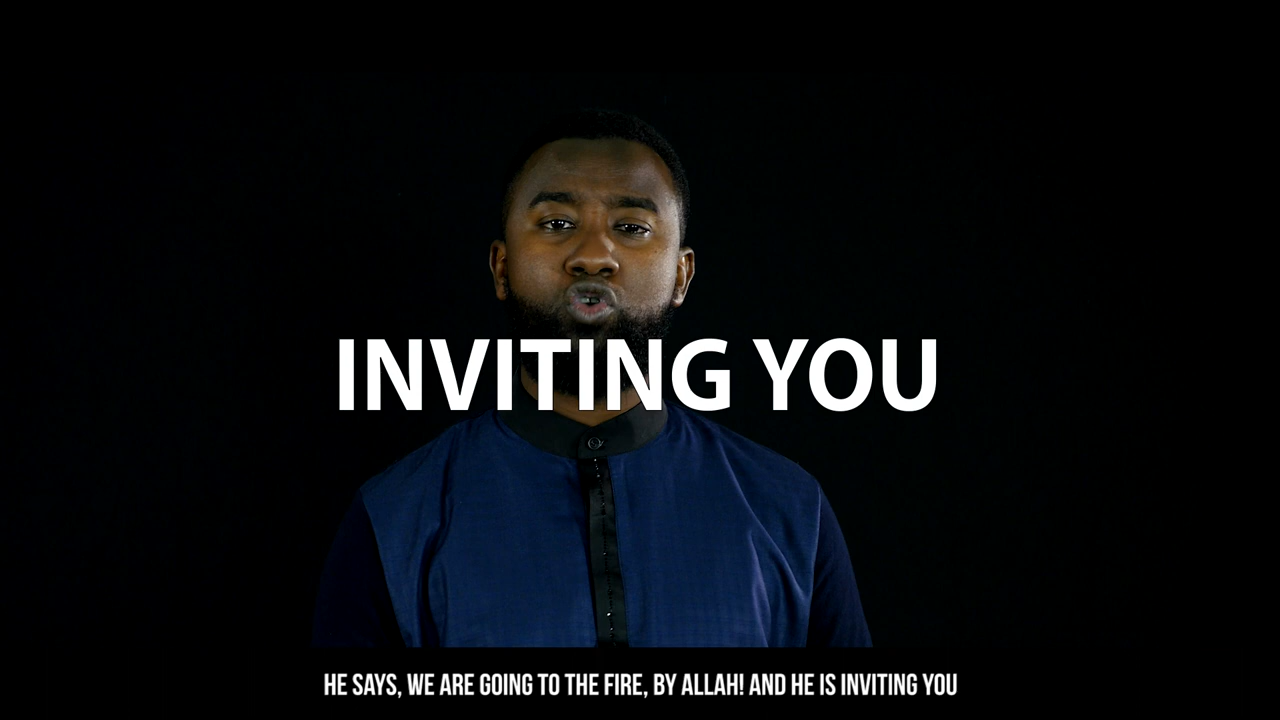 INVITING YOU
HE SAYS, WE ARE GOING TO THE FIRE, BY ALLAH! AND HE IS INVITING YOU